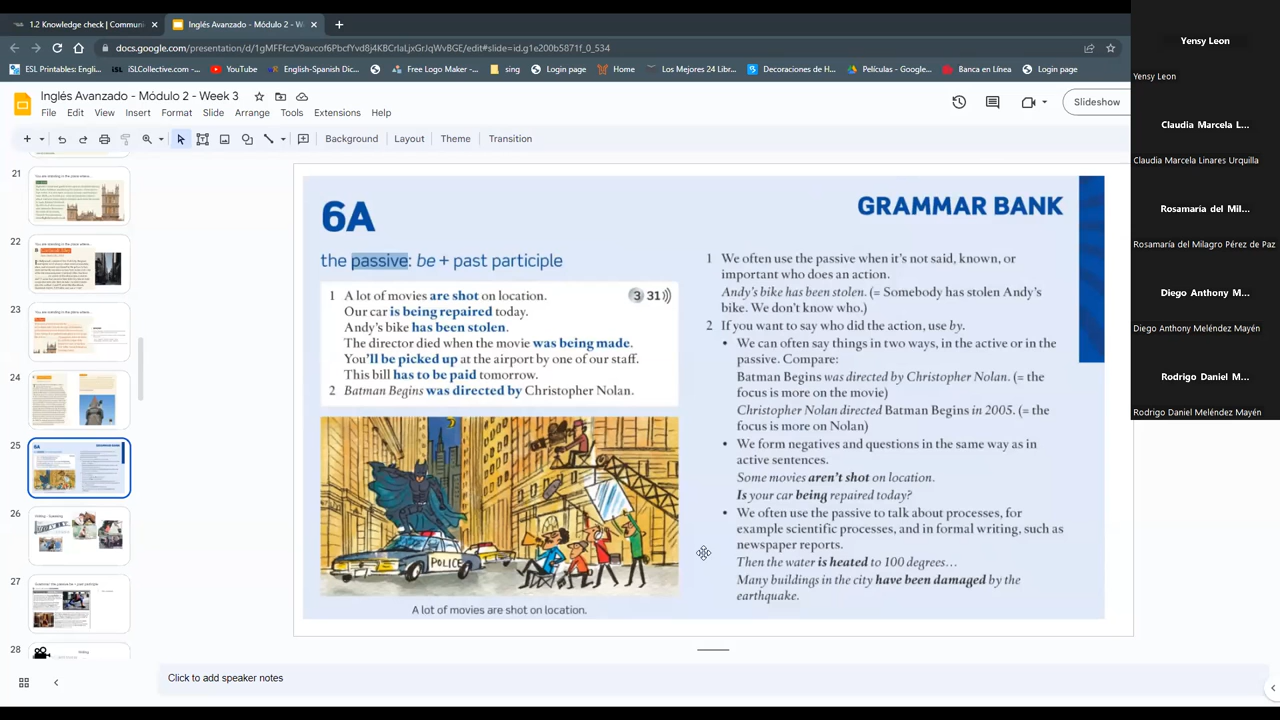 1.2 Knowledge check | Communi
Inglés Avanzado - Módulo 2 - W
docs.google.com/presentation/d/1gMFFczV9avcof6PbcfYvd8j4KBCrlaLjxGrJqWvBGE/edit#slide=id.g1e200b5871f_0_534
ESL Printables: Engli...
iSLCollective.com -...
YouTube
English-Spanish Dic...
Free Logo Maker -...
sing
Login page
Home
Los Mejores 24 Libr...
Decoraciones de H...
Películas - Google...
Banca en Línea
Login page
Inglés Avanzado - Módulo 2 - Week 3
File Edit View Insert Format Slide Arrange Tools Extensions Help
Slideshow
Background Layout Theme Transition
21
22
23
24
25
26
27
28
6A
GRAMMAR BANK
the passive: be + past participle
1 A lot of movies are shot on location.
3 31
Our car is being repaired today.
Andy's bike has been stolen.
The director died when the movie was being made.
You'll be picked up at the airport by one of our staff.
This bill has to be paid tomorrow.
Batman Begins was directed by Christopher Nolan.
POLICE
A lot of movies are shot on location.
1 We often use the passive when it's not said, known, or
important who does an action.
Andy's bike has been stolen. (= Somebody has stolen Andy's
bike. We don't know who.)
2 If you want to say who did the action, use by.
• We can often say things in two ways, in the active or in the
passive. Compare:
Batman Begins was directed by Christopher Nolan. (= the
focus is more on the movie)
Christopher Nolan directed Batman Begins in 2005. (= the
focus is more on Nolan)
• We form negatives and questions in the same way as in
active sentences.
Some movies aren't shot on location.
Is your car being repaired today?
• We often use the passive to talk about processes, for
example scientific processes, and in formal writing, such as
newspaper reports.
Then the water is heated to 100 degrees…
Many buildings in the city have been damaged by the
earthquake.
Click to add speaker notes
Yensy Leon
Yensy Leon
Claudia Marcela L...
Claudia Marcela Linares Urquilla
Rosamaría del Mil...
Rosamaría del Milagro Pérez de Paz
Diego Anthony M...
Diego Anthony Meléndez Mayén
Rodrigo Daniel M...
Rodrigo Daniel Meléndez Mayén